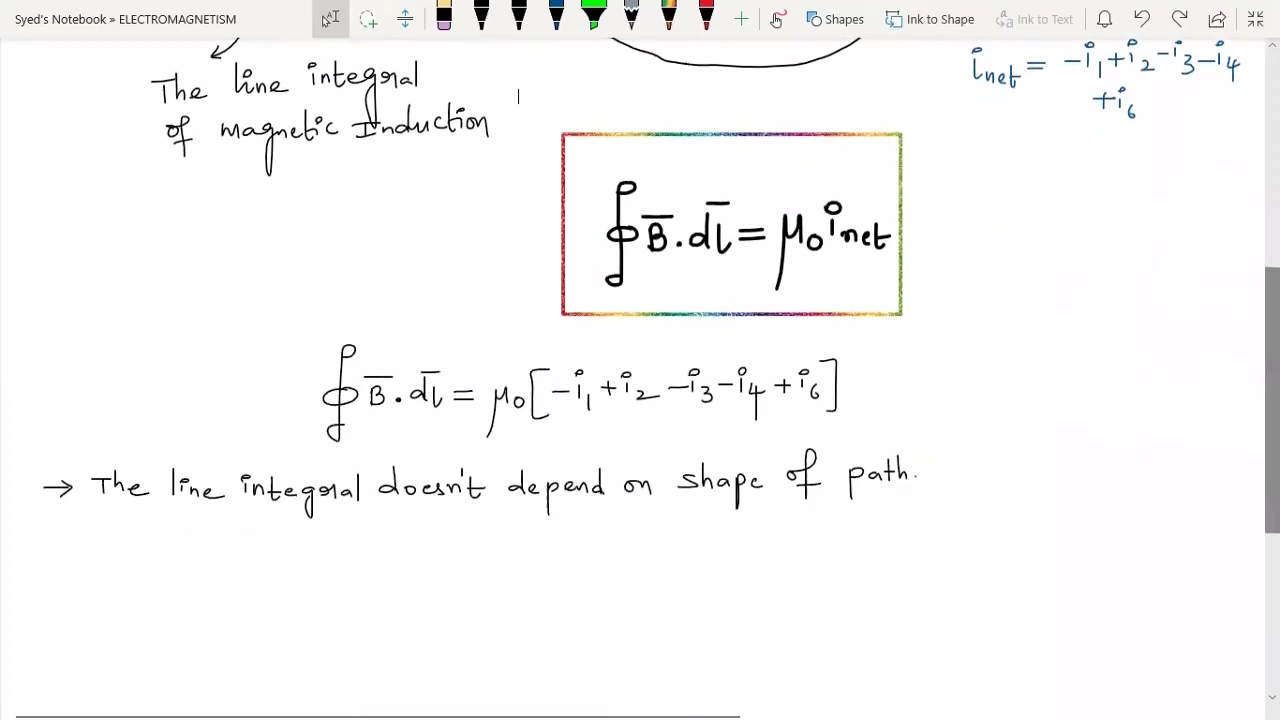 Syed's Notebook » ELECTROMAGNETISM
Shapes
Ink to Shape
Ink to Text
The line integral
of magnetic Induction
i_net = -i₁+i₂-i₃-i₄
+i₆
∮B̅.dl̅ = μ₀i_net
∮B̅.dl̅ = μ₀[-i₁+i₂-i₃-i₄+i₆]
→ The line integral doesn't depend on shape of path.